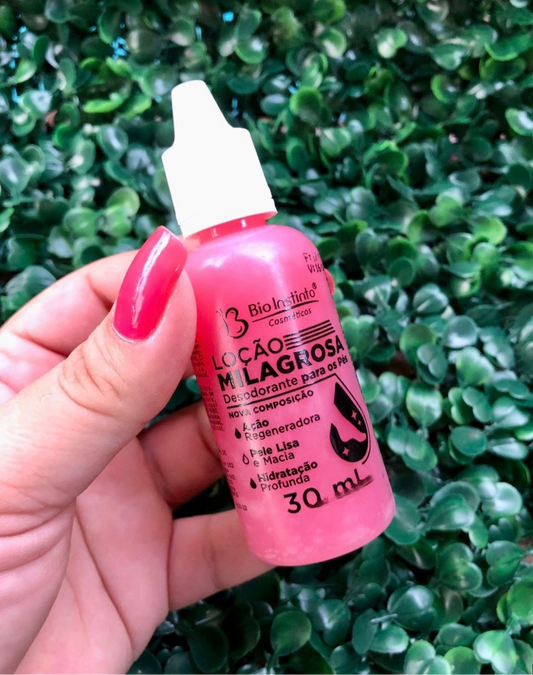 Bio Instinto®
Cosméticos
LOÇÃO
MILAGROSA
Desodorante para os Pés
NOVA COMPOSIÇÃO
Ação
Regeneradora
Pele Lisa
e Macia
Hidratação
Profunda
30 mL